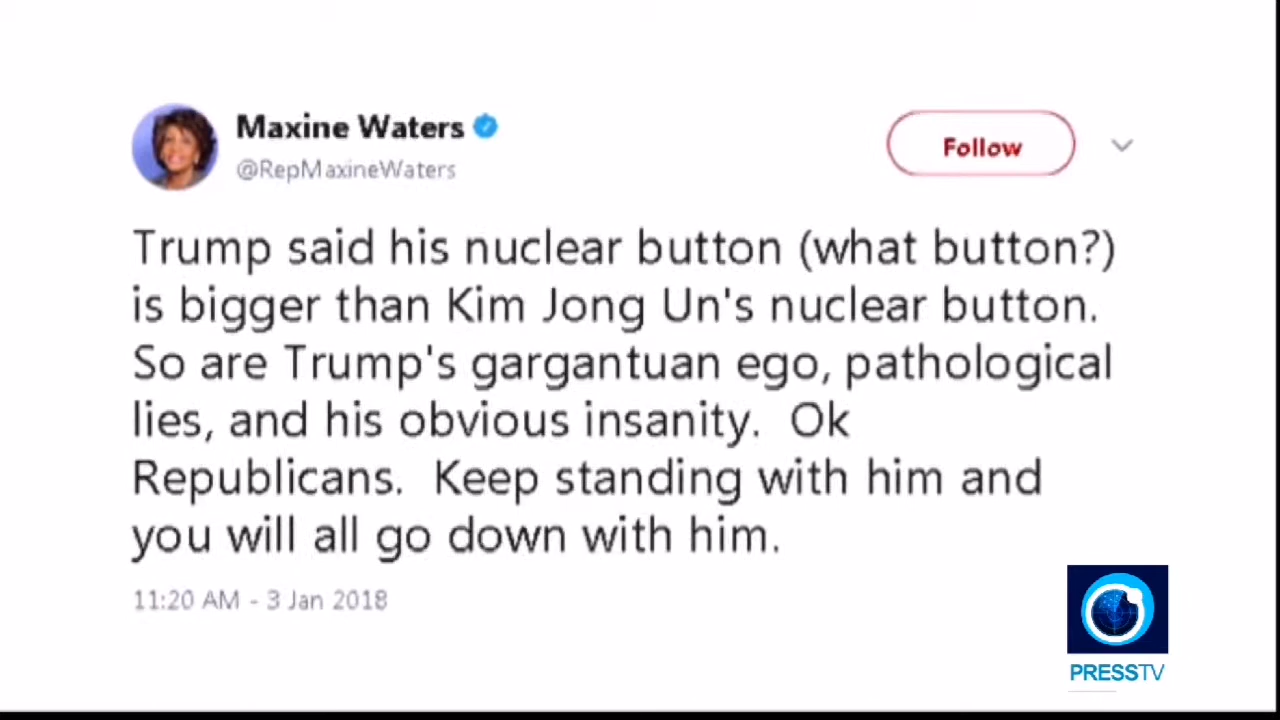 Maxine Waters
@RepMaxineWaters
Follow
Trump said his nuclear button (what button?)
is bigger than Kim Jong Un's nuclear button.
So are Trump's gargantuan ego, pathological
lies, and his obvious insanity.  Ok
Republicans.  Keep standing with him and
you will all go down with him.
11:20 AM - 3 Jan 2018
PRESSTV